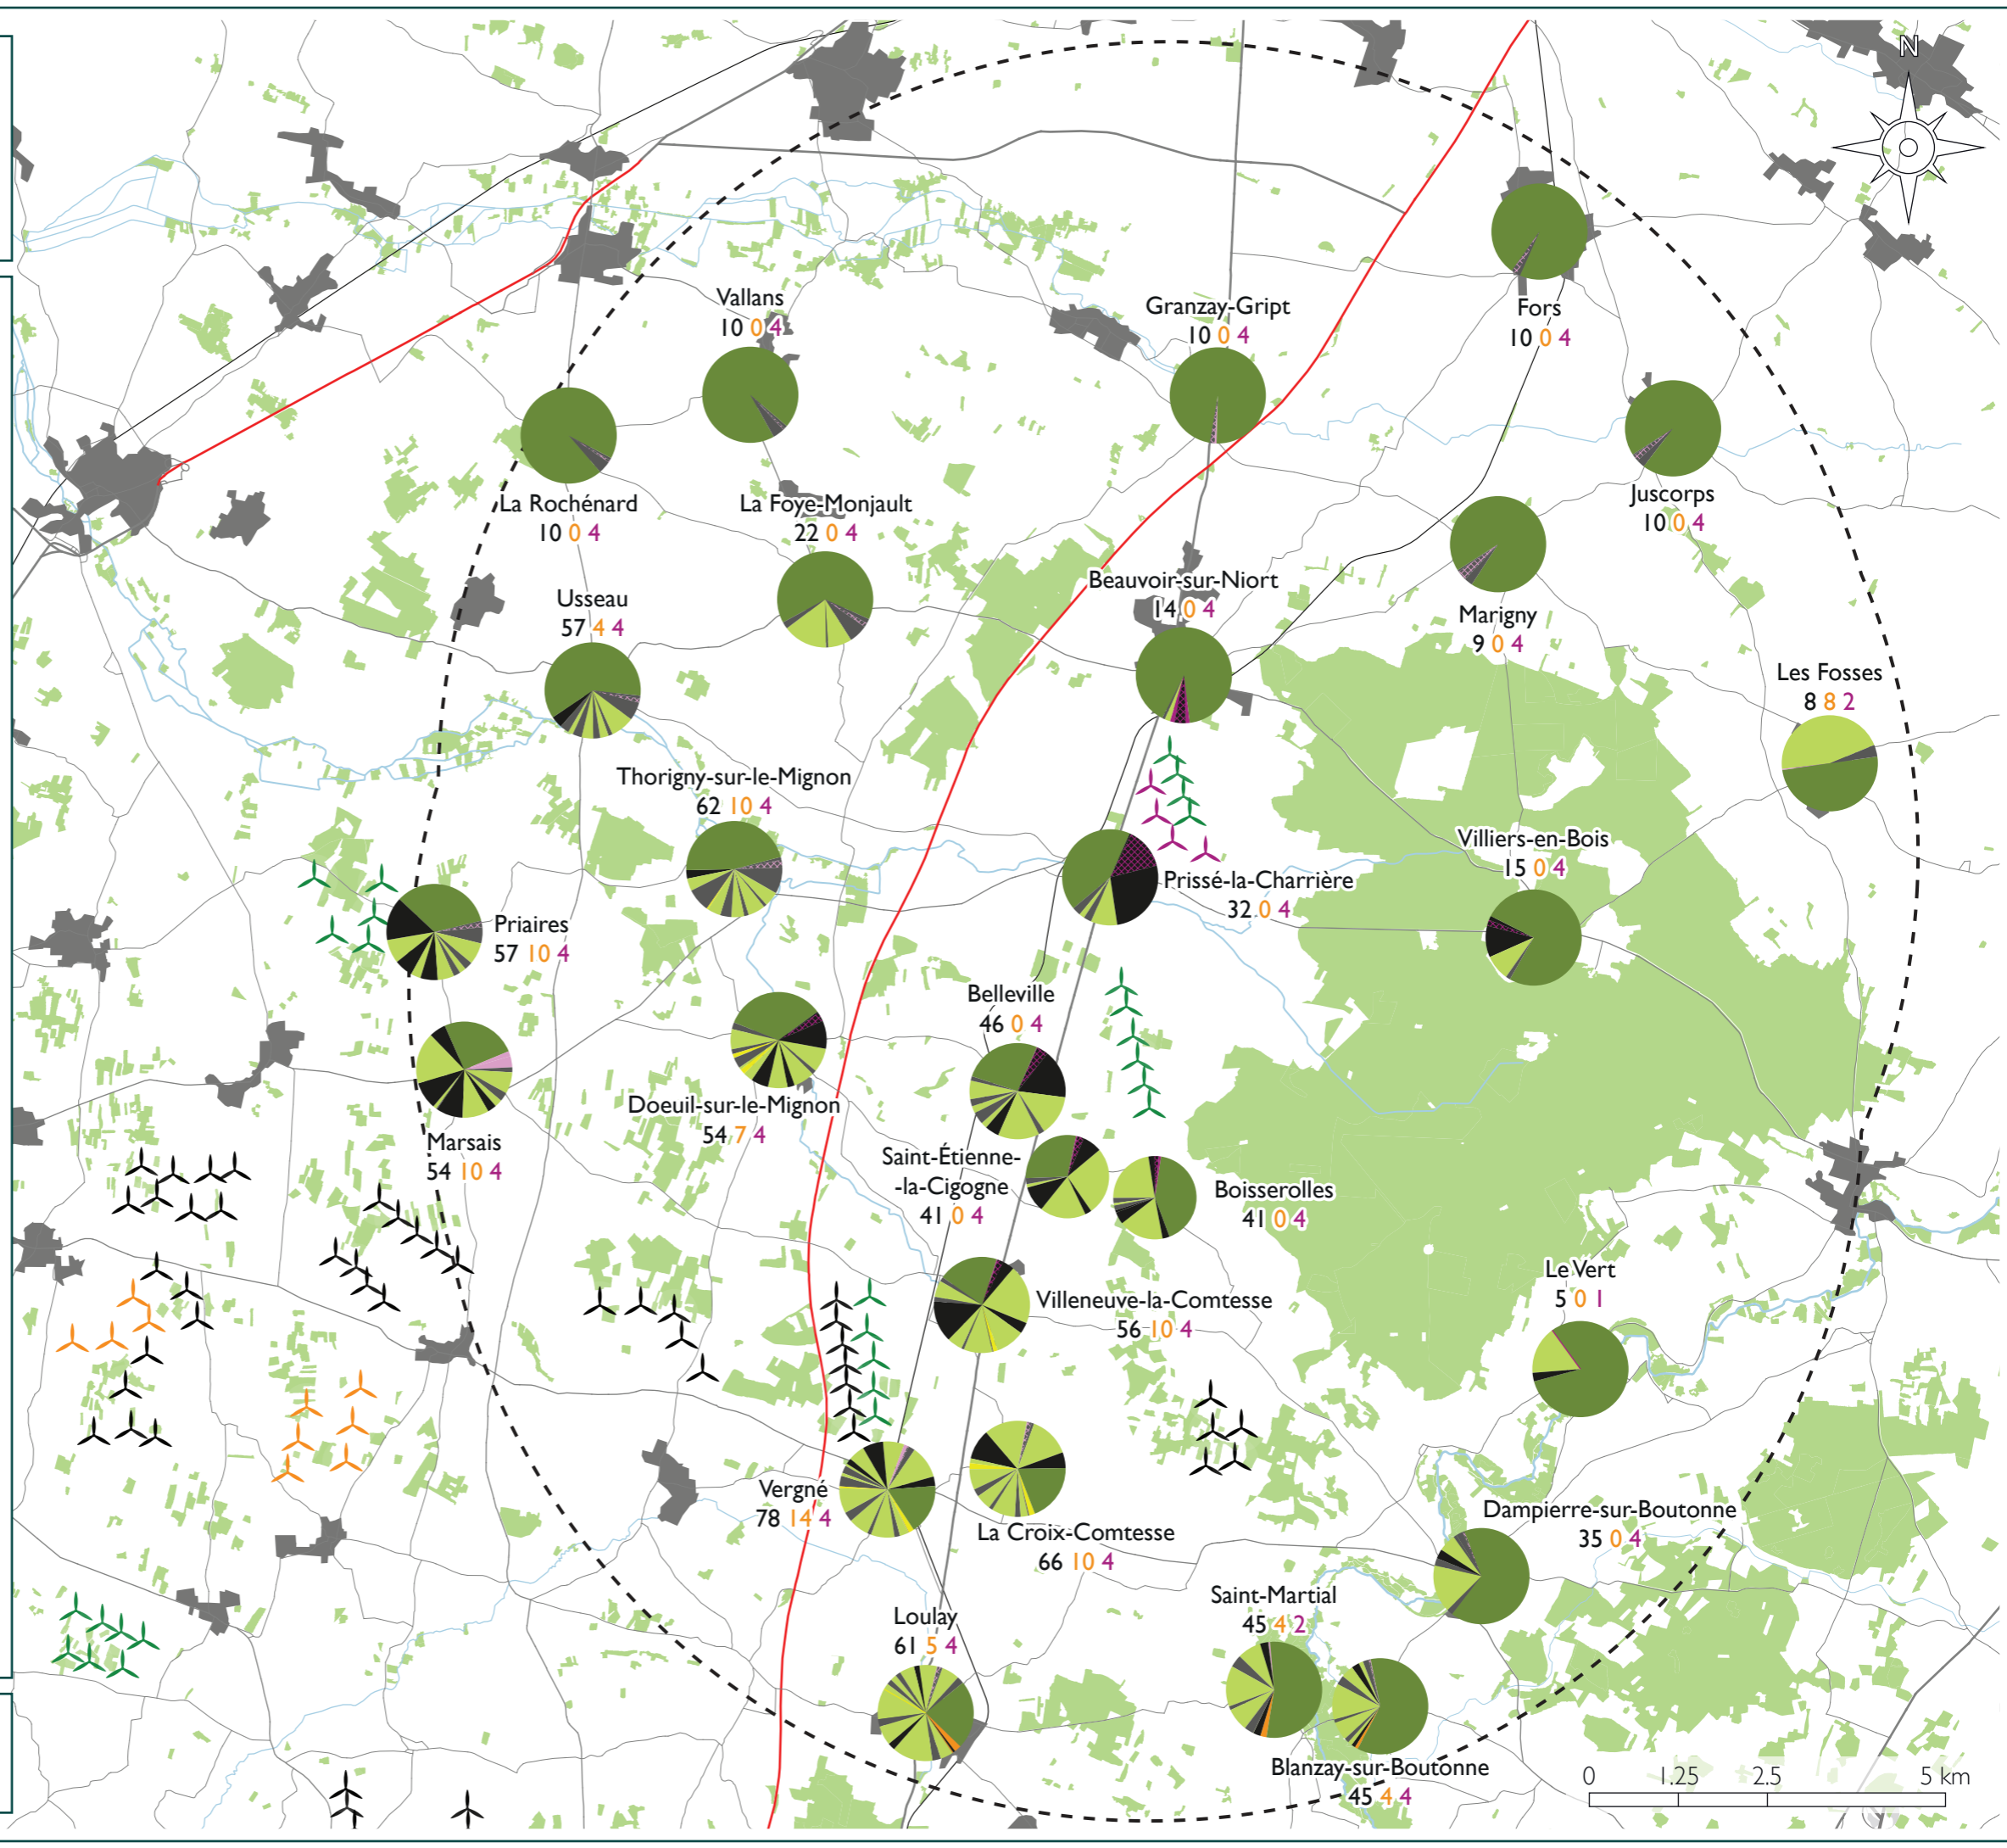 N
Vallans
10 0 4
Granzay-Gript
10 0 4
Fors
10 0 4
La Rochénard
10 0 4
La Foye-Monjault
22 0 4
Juscorps
10 0 4
Beauvoir-sur-Niort
14 0 4
Usseau
57 4 4
Marigny
9 0 4
Les Fosses
8 8 2
Thorigny-sur-le-Mignon
62 10 4
Villiers-en-Bois
15 0 4
Prissé-la-Charrière
32 0 4
Priaires
57 10 4
Belleville
46 0 4
Doeuil-sur-le-Mignon
54 7 4
Marsais
54 10 4
Saint-Étienne-
-la-Cigogne
41 0 4
Boisserolles
41 0 4
Le Vert
5 0 1
Villeneuve-la-Comtesse
56 10 4
Vergné
78 14 4
La Croix-Comtesse
66 10 4
Dampierre-sur-Boutonne
35 0 4
Saint-Martial
45 4 2
Loulay
61 5 4
Blanzay-sur-Boutonne
45 4 4
0 1.25 2.5 5 km